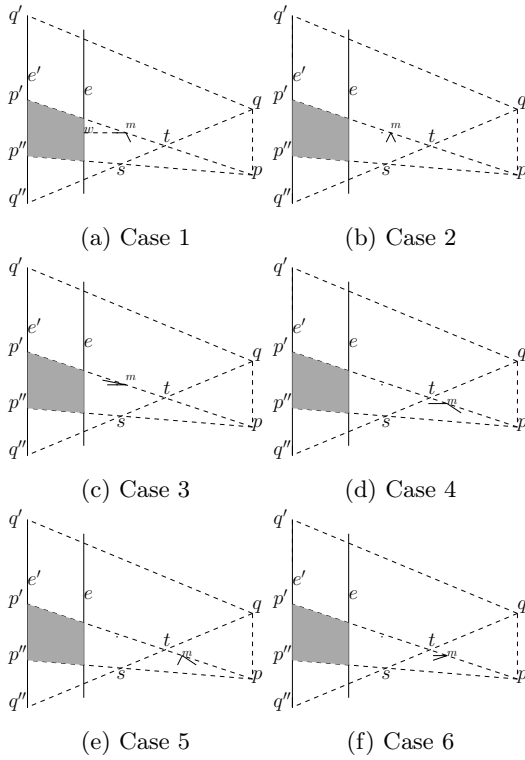 q′ q′
e′ e e′ e
p′ p′
q q
w m t m t
p″ p″
s p s p
q″ q″
(a) Case 1 (b) Case 2
q′ q′
e′ e e′ e
p′ p′
q q
m t t
m
p″ p″
s p s p
q″ q″
(c) Case 3 (d) Case 4
q′ q′
e′ e e′ e
p′ p′
q q
t t
m m
p″ p″
s p s p
q″ q″
(e) Case 5 (f) Case 6